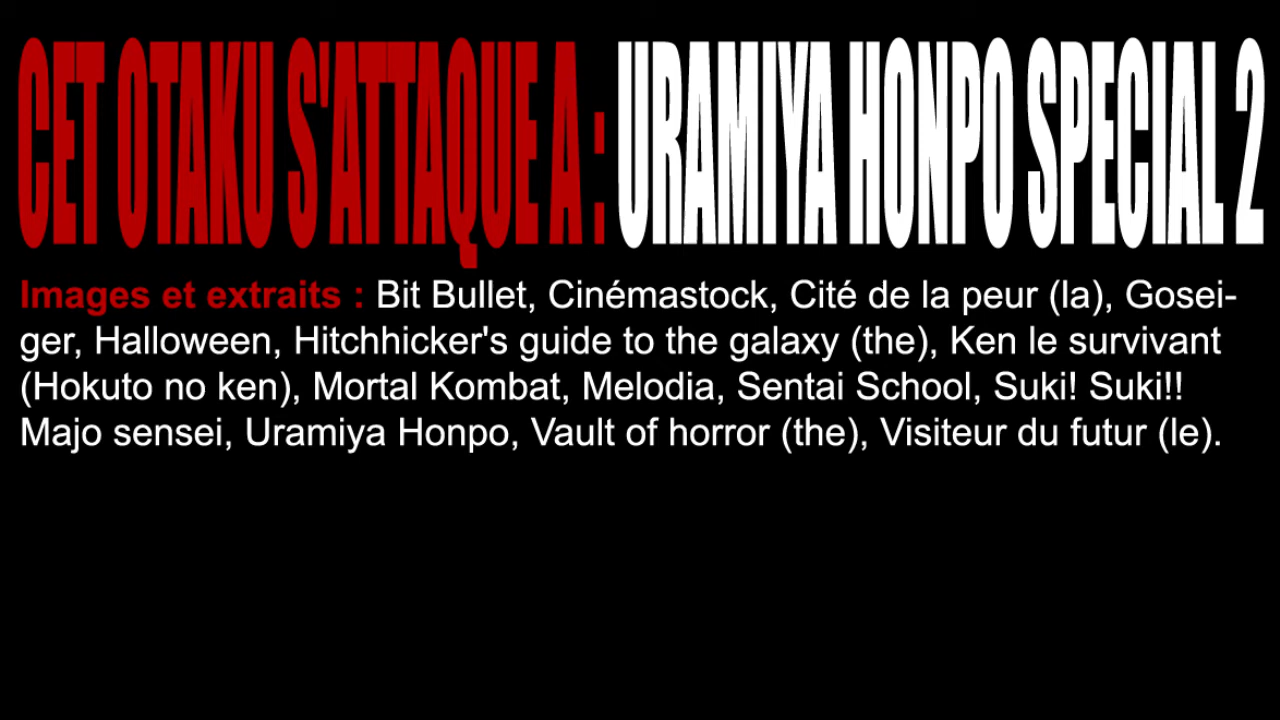 CET OTAKU S'ATTAQUE A : URAMIYA HONPO SPECIAL 2
Images et extraits : Bit Bullet, Cinémastock, Cité de la peur (la), Gosei-
ger, Halloween, Hitchhicker's guide to the galaxy (the), Ken le survivant
(Hokuto no ken), Mortal Kombat, Melodia, Sentai School, Suki! Suki!!
Majo sensei, Uramiya Honpo, Vault of horror (the), Visiteur du futur (le).